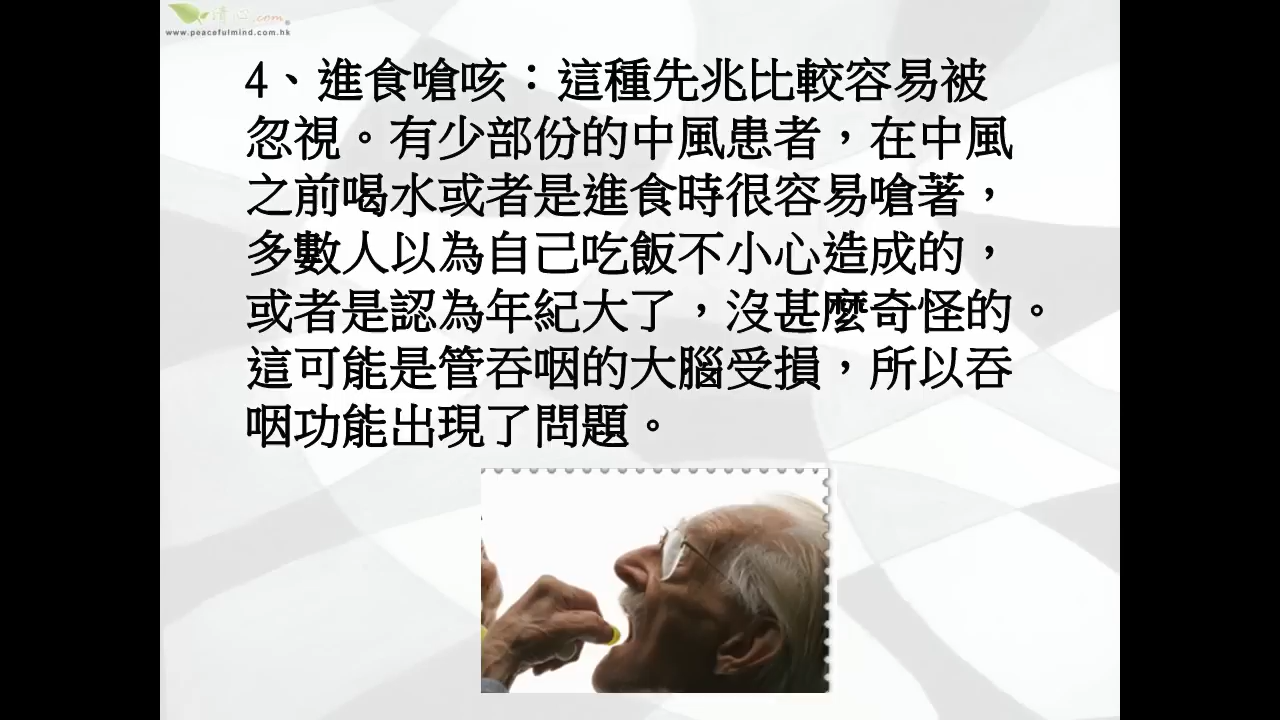 清心.com
www.peacefulmind.com.hk
4、進食嗆咳：這種先兆比較容易被
忽視。有少部份的中風患者，在中風
之前喝水或者是進食時很容易嗆著，
多數人以為自己吃飯不小心造成的，
或者是認為年紀大了，沒甚麼奇怪的。
這可能是管吞咽的大腦受損，所以吞
咽功能出現了問題。